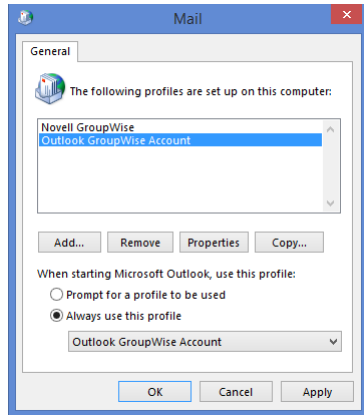 Mail
General
The following profiles are set up on this computer:
Novell GroupWise
Outlook GroupWise Account
Add... Remove Properties Copy...
When starting Microsoft Outlook, use this profile:
Prompt for a profile to be used
Always use this profile
Outlook GroupWise Account
OK Cancel Apply